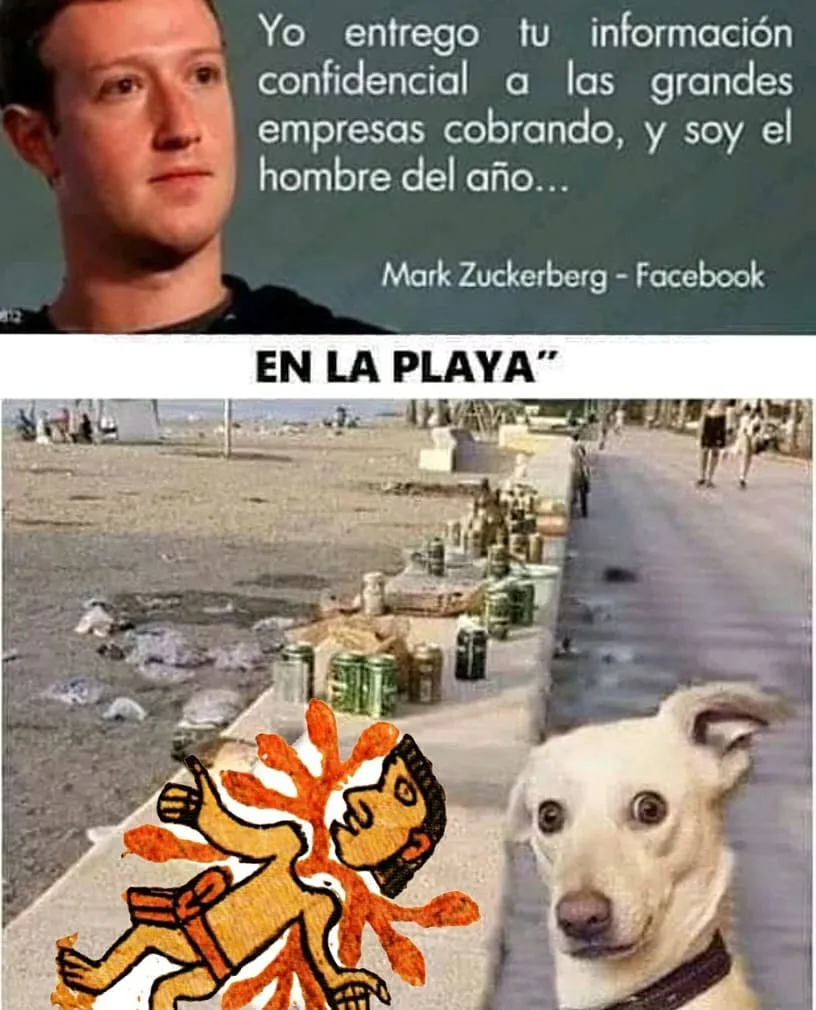 Yo entrego tu información
confidencial a las grandes
empresas cobrando, y soy el
hombre del año...
Mark Zuckerberg - Facebook
EN LA PLAYA”